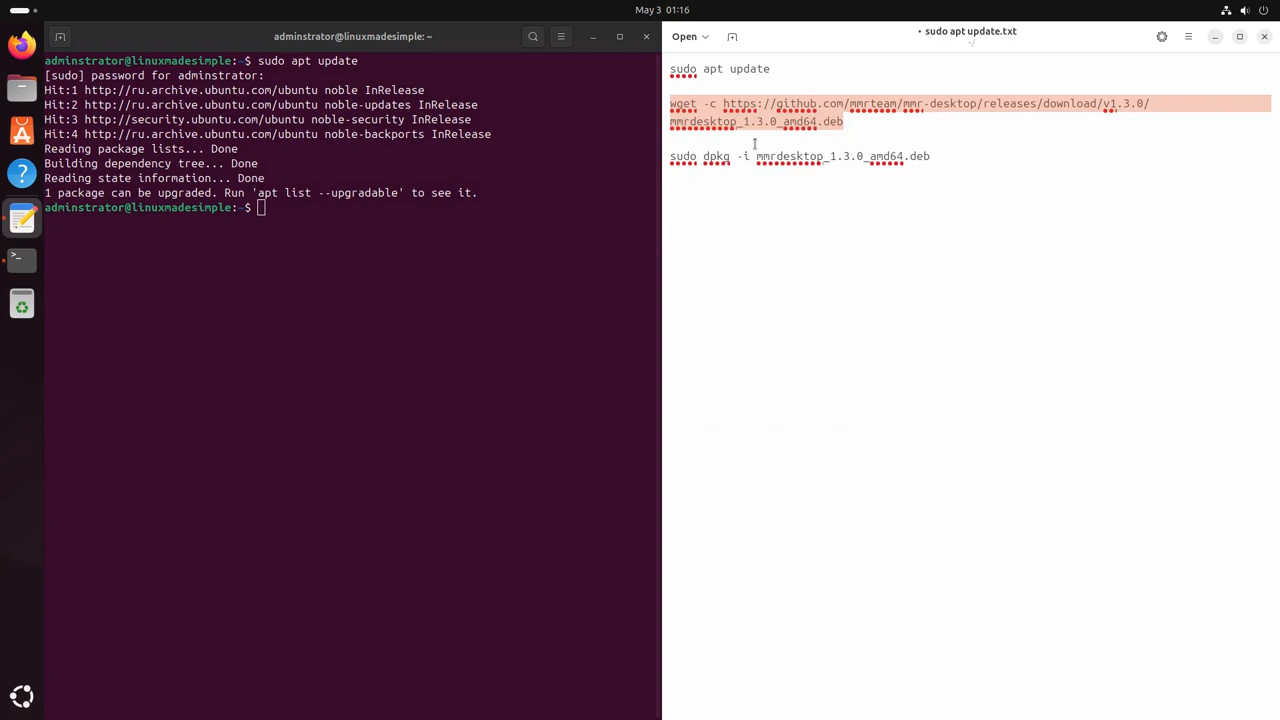 May 3 01:16
adminstrator@linuxmadesimple: ~
adminstrator@linuxmadesimple:~$ sudo apt update
[sudo] password for adminstrator:
Hit:1 http://ru.archive.ubuntu.com/ubuntu noble InRelease
Hit:2 http://ru.archive.ubuntu.com/ubuntu noble-updates InRelease
Hit:3 http://security.ubuntu.com/ubuntu noble-security InRelease
Hit:4 http://ru.archive.ubuntu.com/ubuntu noble-backports InRelease
Reading package lists... Done
Building dependency tree... Done
Reading state information... Done
1 package can be upgraded. Run 'apt list --upgradable' to see it.
adminstrator@linuxmadesimple:~$
Open
• sudo apt update.txt
~/
sudo apt update
wget -c https://github.com/mmrteam/mmr-desktop/releases/download/v1.3.0/
mmrdesktop_1.3.0_amd64.deb
sudo dpkg -i mmrdesktop_1.3.0_amd64.deb